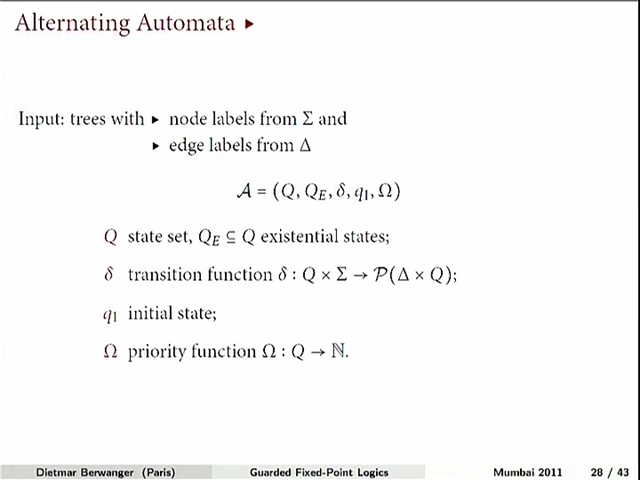 Alternating Automata ▸
Input: trees with ▸ node labels from Σ and
▸ edge labels from Δ
𝒜 = (Q, Q_E, δ, q_I, Ω)
Q state set, Q_E ⊆ Q existential states;
δ transition function δ : Q × Σ → 𝒫(Δ × Q);
q_I initial state;
Ω priority function Ω : Q → ℕ.
Dietmar Berwanger (Paris) Guarded Fixed-Point Logics Mumbai 2011 28 / 43